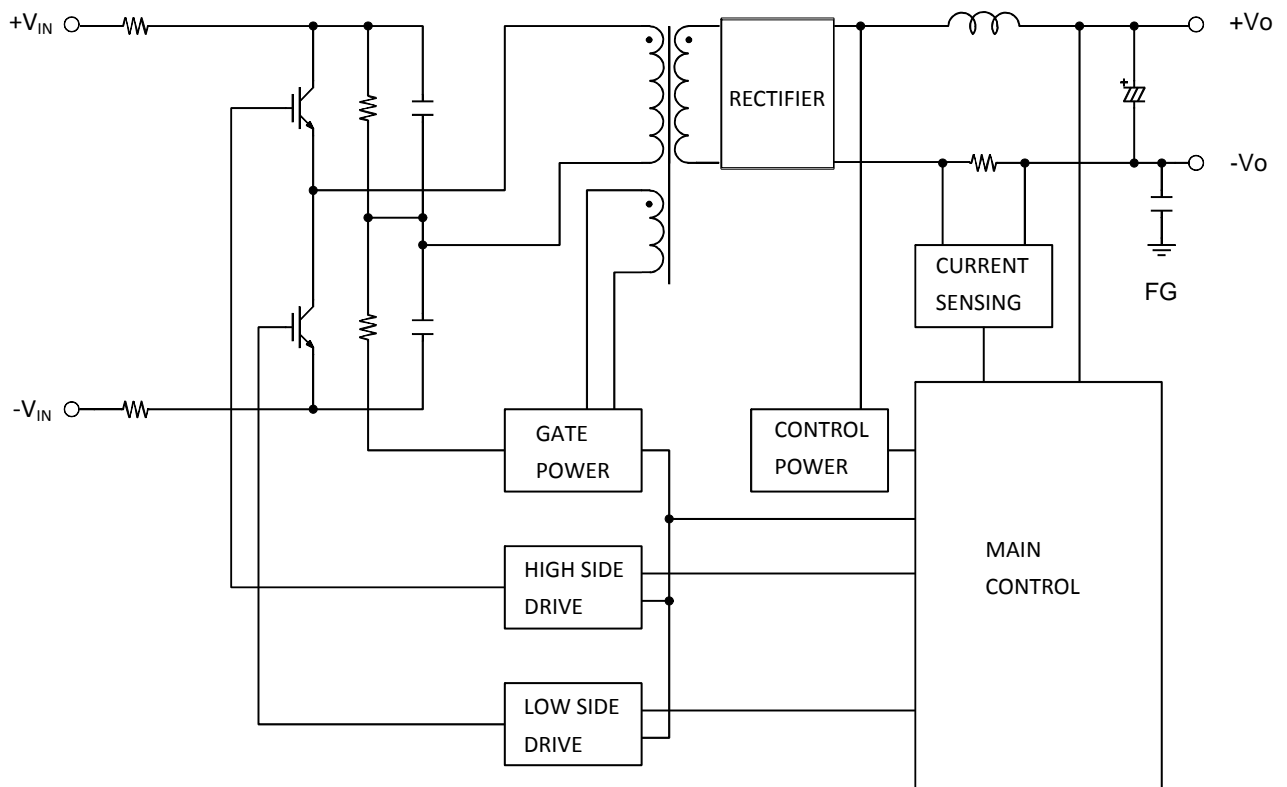 +VIN
+Vo
RECTIFIER
-Vo
CURRENT
SENSING
FG
-VIN
GATE
POWER
CONTROL
POWER
MAIN
CONTROL
HIGH SIDE
DRIVE
LOW SIDE
DRIVE